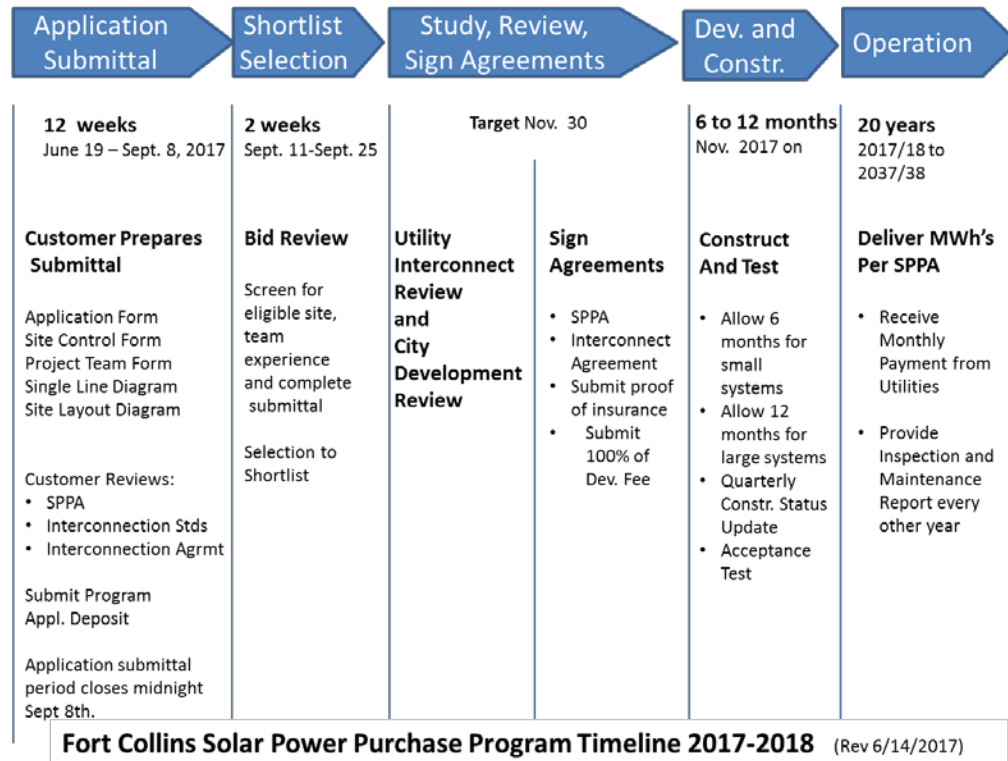 Application
Submittal
Shortlist
Selection
Study, Review,
Sign Agreements
Dev. and
Constr.
Operation
12 weeks
June 19 – Sept. 8, 2017
2 weeks
Sept. 11-Sept. 25
Target Nov. 30
6 to 12 months
Nov. 2017 on
20 years
2017/18 to
2037/38
Customer Prepares
Submittal
Application Form
Site Control Form
Project Team Form
Single Line Diagram
Site Layout Diagram
Customer Reviews:
• SPPA
• Interconnection Stds
• Interconnection Agrmt
Submit Program
Appl. Deposit
Application submittal
period closes midnight
Sept 8th.
Bid Review
Screen for
eligible site,
team
experience
and complete
submittal
Selection to
Shortlist
Utility
Interconnect
Review
and
City
Development
Review
Sign
Agreements
• SPPA
• Interconnect
Agreement
• Submit proof
of insurance
• Submit
100% of
Dev. Fee
Construct
And Test
• Allow 6
months for
small
systems
• Allow 12
months for
large systems
• Quarterly
Constr. Status
Update
• Acceptance
Test
Deliver MWh's
Per SPPA
• Receive
Monthly
Payment from
Utilities
• Provide
Inspection and
Maintenance
Report every
other year
Fort Collins Solar Power Purchase Program Timeline 2017-2018 (Rev 6/14/2017)